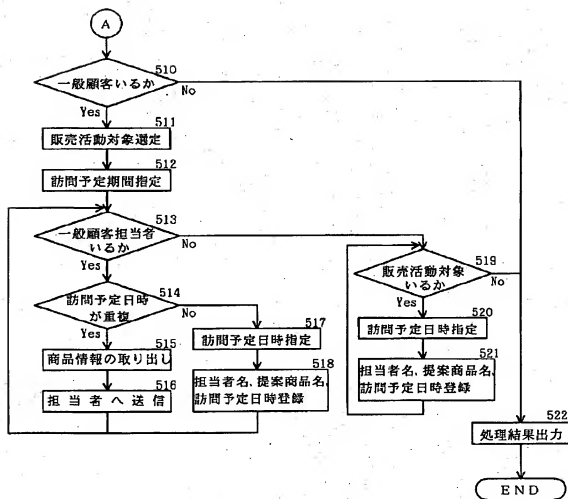 A
510
一般顧客いるか
No
Yes
511
販売活動対象選定
512
訪問予定期間指定
513
一般顧客担当者
いるか
No
Yes
519
販売活動対象
いるか
No
Yes
514
訪問予定日時
が重複
No
Yes
515
商品情報の取り出し
516
担当者へ送信
517
訪問予定日時指定
518
担当者名、提案商品名、
訪問予定日時登録
520
訪問予定日時指定
521
担当者名、提案商品名、
訪問予定日時登録
522
処理結果出力
END